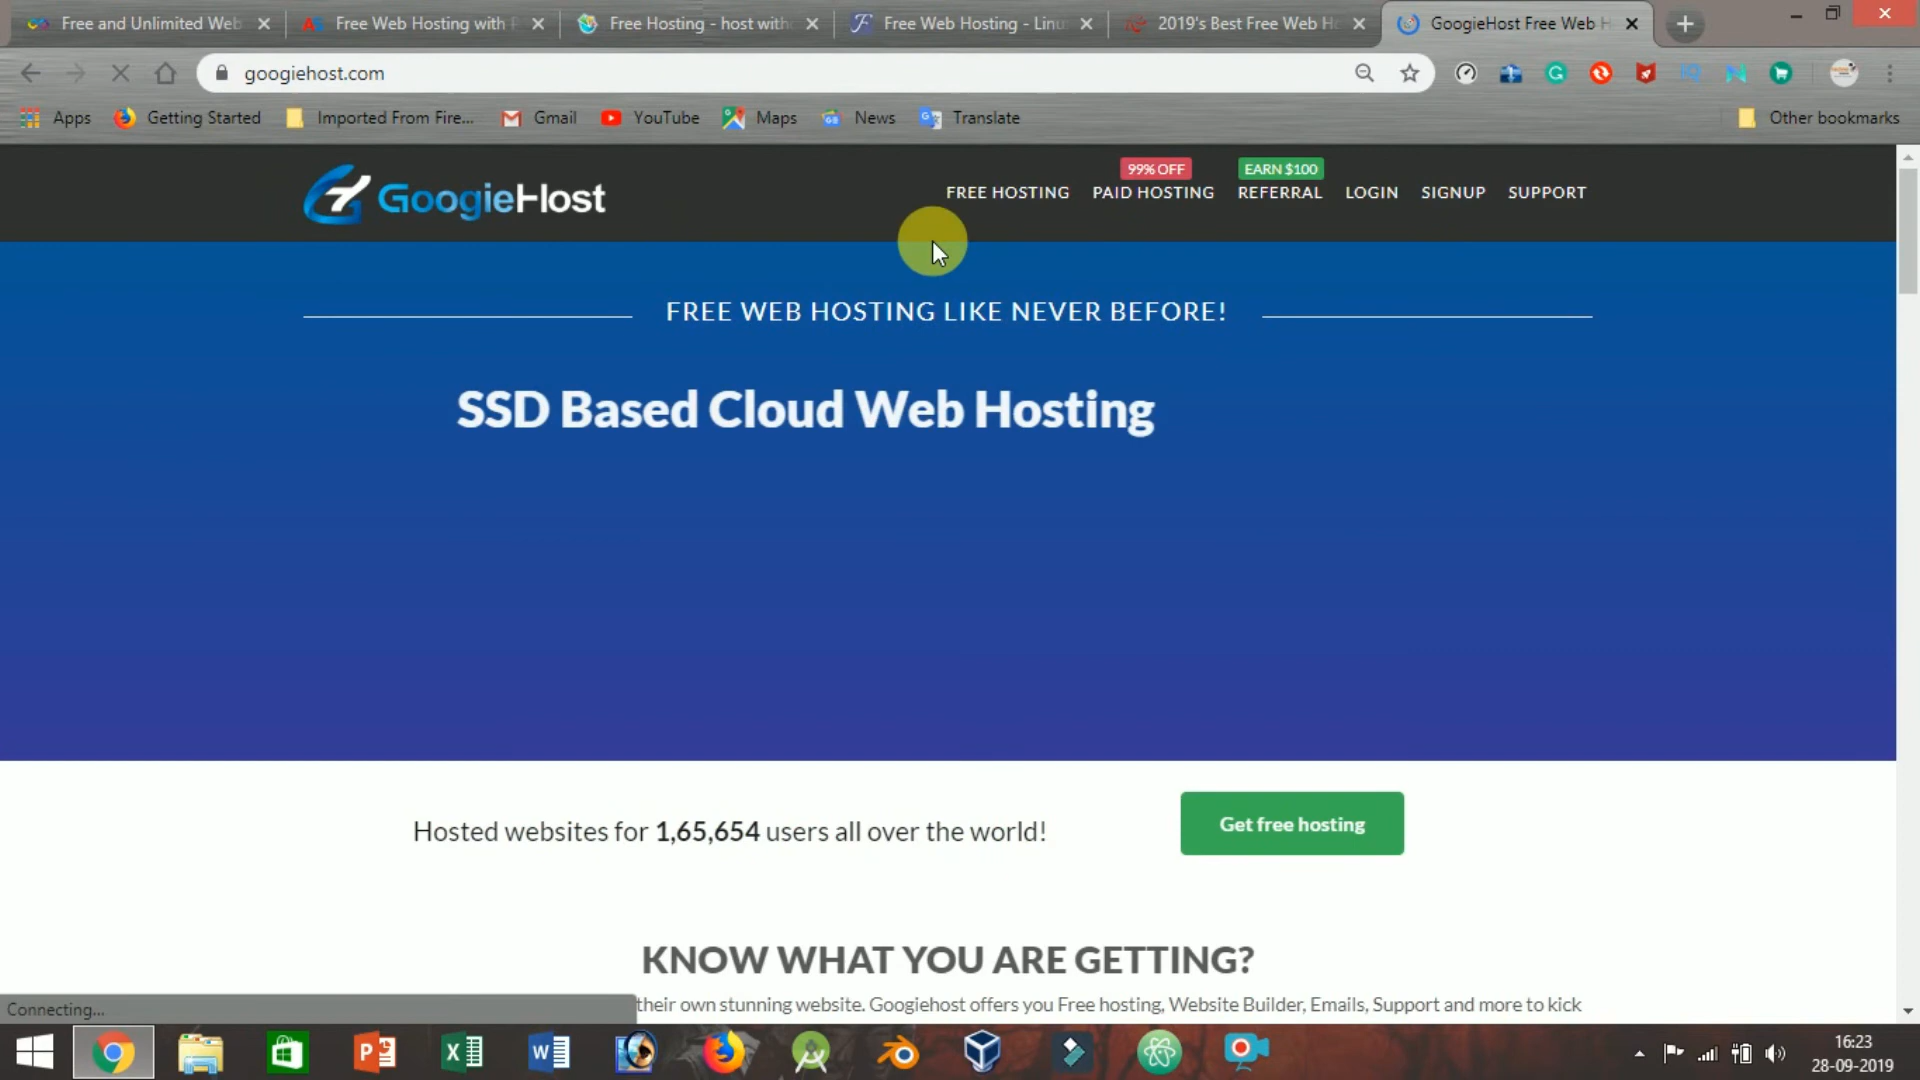 Free and Unlimited Web
Free Web Hosting with
Free Hosting - host with
Free Web Hosting - Linu
2019's Best Free Web H
GoogieHost Free Web H
googiehost.com
Apps
Getting Started
Imported From Fire...
Gmail
YouTube
Maps
News
Translate
Other bookmarks
GoogieHost
99% OFF
EARN $100
FREE HOSTING
PAID HOSTING
REFERRAL
LOGIN
SIGNUP
SUPPORT
FREE WEB HOSTING LIKE NEVER BEFORE!
SSD Based Cloud Web Hosting
Hosted websites for 1,65,654 users all over the world!
Get free hosting
KNOW WHAT YOU ARE GETTING?
their own stunning website. Googiehost offers you Free hosting, Website Builder, Emails, Support and more to kick
Connecting...
16:23
28-09-2019